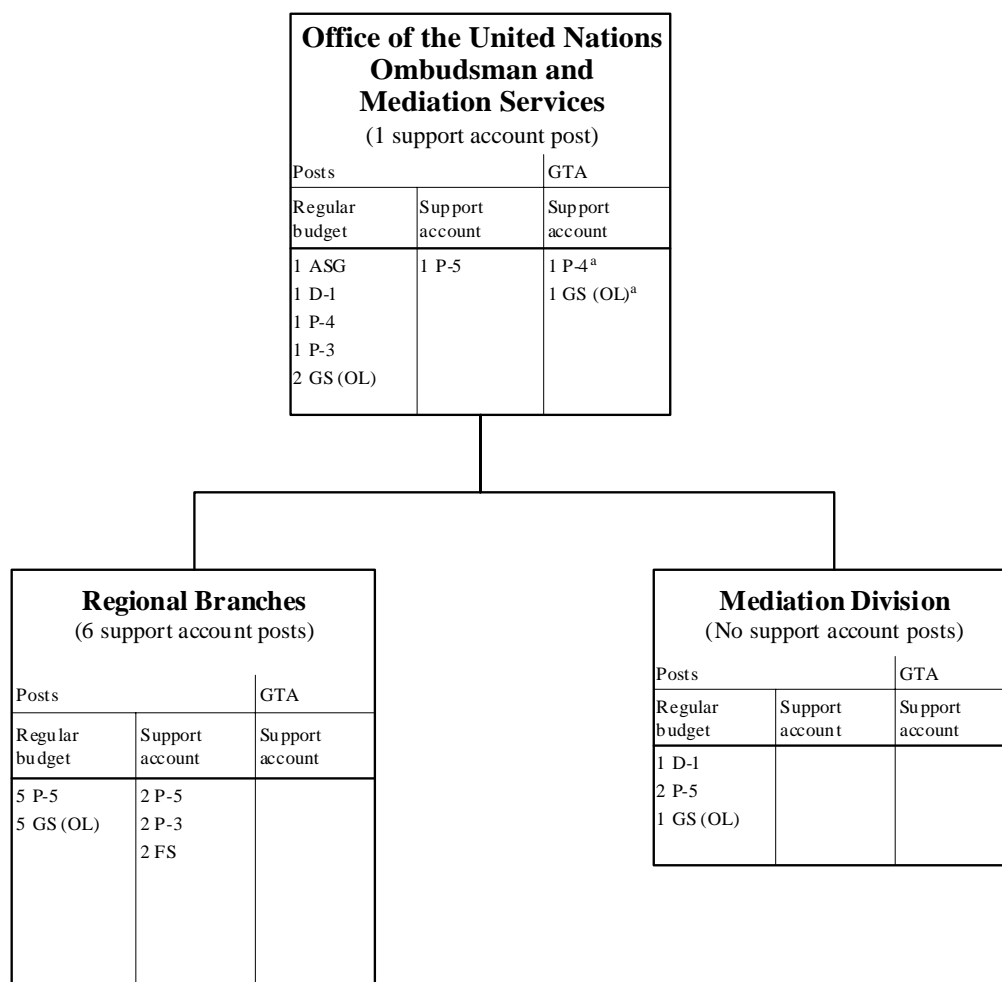 Office of the United Nations
Ombudsman and
Mediation Services
(1 support account post)
Posts GTA
Regular budget Support account Support account
1 ASG 1 P-5 1 P-4ᵃ
1 D-1 1 GS (OL)ᵃ
1 P-4
1 P-3
2 GS (OL)
Regional Branches
(6 support account posts)
Posts GTA
Regular budget Support account Support account
5 P-5 2 P-5
5 GS (OL) 2 P-3
2 FS
Mediation Division
(No support account posts)
Posts GTA
Regular budget Support account Support account
1 D-1
2 P-5
1 GS (OL)